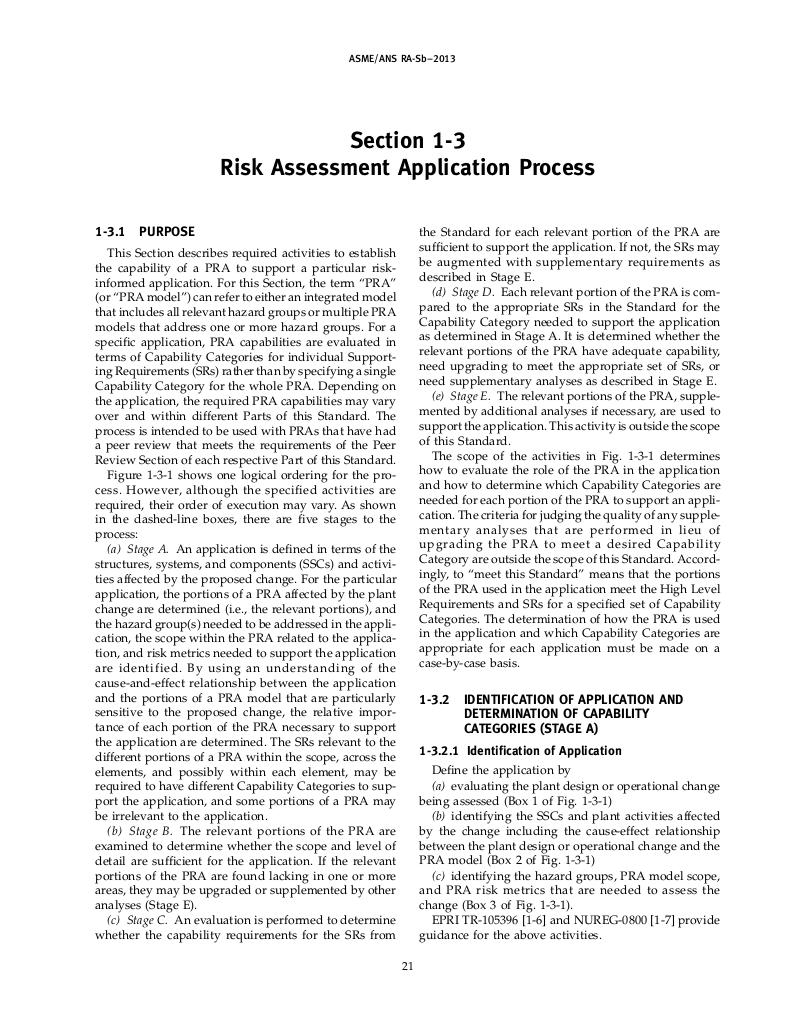 ASME/ANS RA-Sb–2013
Section 1-3
Risk Assessment Application Process
1-3.1 PURPOSE
This Section describes required activities to establish
the capability of a PRA to support a particular risk-
informed application. For this Section, the term “PRA”
(or “PRA model”) can refer to either an integrated model
that includes all relevant hazard groups or multiple PRA
models that address one or more hazard groups. For a
specific application, PRA capabilities are evaluated in
terms of Capability Categories for individual Support-
ing Requirements (SRs) rather than by specifying a single
Capability Category for the whole PRA. Depending on
the application, the required PRA capabilities may vary
over and within different Parts of this Standard. The
process is intended to be used with PRAs that have had
a peer review that meets the requirements of the Peer
Review Section of each respective Part of this Standard.
Figure 1-3-1 shows one logical ordering for the pro-
cess. However, although the specified activities are
required, their order of execution may vary. As shown
in the dashed-line boxes, there are five stages to the
process:
(a) Stage A. An application is defined in terms of the
structures, systems, and components (SSCs) and activi-
ties affected by the proposed change. For the particular
application, the portions of a PRA affected by the plant
change are determined (i.e., the relevant portions), and
the hazard group(s) needed to be addressed in the appli-
cation, the scope within the PRA related to the applica-
tion, and risk metrics needed to support the application
are identified. By using an understanding of the
cause-and-effect relationship between the application
and the portions of a PRA model that are particularly
sensitive to the proposed change, the relative impor-
tance of each portion of the PRA necessary to support
the application are determined. The SRs relevant to the
different portions of a PRA within the scope, across the
elements, and possibly within each element, may be
required to have different Capability Categories to sup-
port the application, and some portions of a PRA may
be irrelevant to the application.
(b) Stage B. The relevant portions of the PRA are
examined to determine whether the scope and level of
detail are sufficient for the application. If the relevant
portions of the PRA are found lacking in one or more
areas, they may be upgraded or supplemented by other
analyses (Stage E).
(c) Stage C. An evaluation is performed to determine
whether the capability requirements for the SRs from
the Standard for each relevant portion of the PRA are
sufficient to support the application. If not, the SRs may
be augmented with supplementary requirements as
described in Stage E.
(d) Stage D. Each relevant portion of the PRA is com-
pared to the appropriate SRs in the Standard for the
Capability Category needed to support the application
as determined in Stage A. It is determined whether the
relevant portions of the PRA have adequate capability,
need upgrading to meet the appropriate set of SRs, or
need supplementary analyses as described in Stage E.
(e) Stage E. The relevant portions of the PRA, supple-
mented by additional analyses if necessary, are used to
support the application. This activity is outside the scope
of this Standard.
The scope of the activities in Fig. 1-3-1 determines
how to evaluate the role of the PRA in the application
and how to determine which Capability Categories are
needed for each portion of the PRA to support an appli-
cation. The criteria for judging the quality of any supple-
mentary analyses that are performed in lieu of
upgrading the PRA to meet a desired Capability
Category are outside the scope of this Standard. Accord-
ingly, to “meet this Standard” means that the portions
of the PRA used in the application meet the High Level
Requirements and SRs for a specified set of Capability
Categories. The determination of how the PRA is used
in the application and which Capability Categories are
appropriate for each application must be made on a
case-by-case basis.
1-3.2 IDENTIFICATION OF APPLICATION AND
DETERMINATION OF CAPABILITY
CATEGORIES (STAGE A)
1-3.2.1 Identification of Application
Define the application by
(a) evaluating the plant design or operational change
being assessed (Box 1 of Fig. 1-3-1)
(b) identifying the SSCs and plant activities affected
by the change including the cause-effect relationship
between the plant design or operational change and the
PRA model (Box 2 of Fig. 1-3-1)
(c) identifying the hazard groups, PRA model scope,
and PRA risk metrics that are needed to assess the
change (Box 3 of Fig. 1-3-1).
EPRI TR-105396 [1-6] and NUREG-0800 [1-7] provide
guidance for the above activities.
21